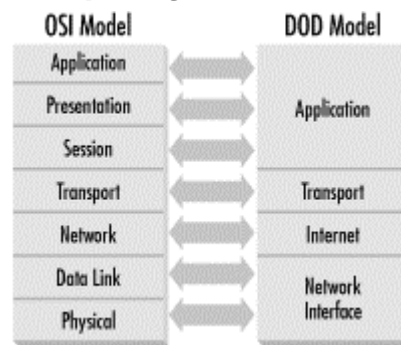 OSI Model
DOD Model
Application
Presentation
Session
Transport
Network
Data Link
Physical
Application
Transport
Internet
Network
Interface